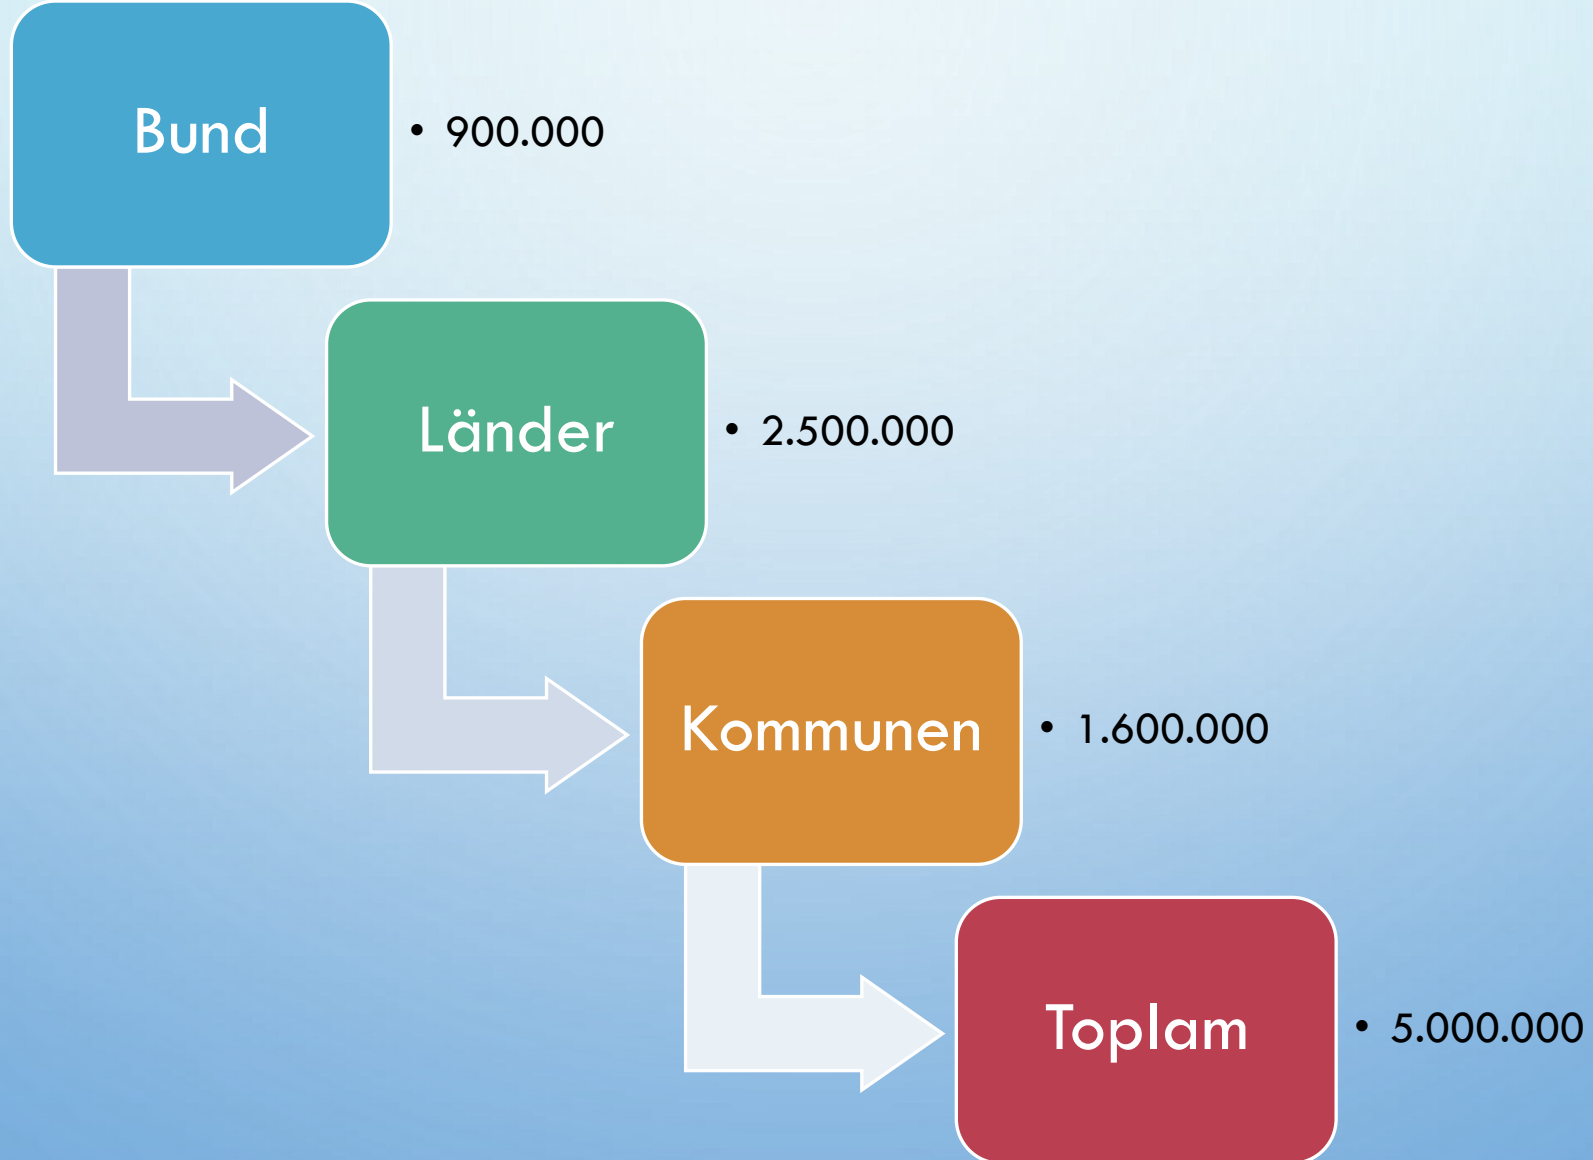 Bund
• 900.000
Länder
• 2.500.000
Kommunen
• 1.600.000
Toplam
• 5.000.000